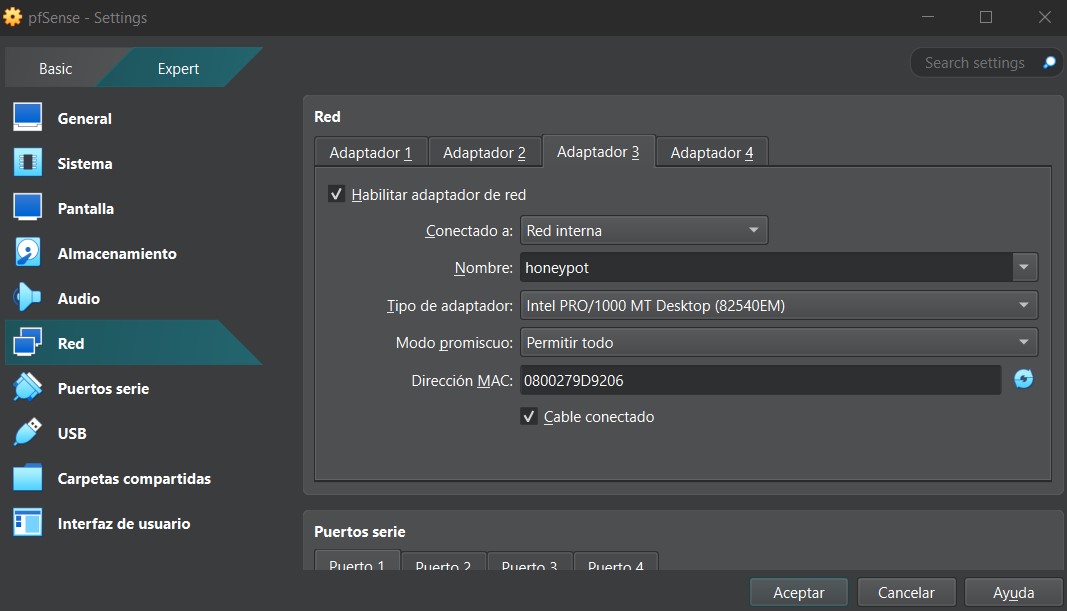 pfSense - Settings
Basic
Expert
Search settings
General
Sistema
Pantalla
Almacenamiento
Audio
Red
Puertos serie
USB
Carpetas compartidas
Interfaz de usuario
Red
Adaptador 1
Adaptador 2
Adaptador 3
Adaptador 4
Habilitar adaptador de red
Conectado a: Red interna
Nombre: honeypot
Tipo de adaptador: Intel PRO/1000 MT Desktop (82540EM)
Modo promiscuo: Permitir todo
Dirección MAC: 0800279D9206
Cable conectado
Puertos serie
Puerto 1
Puerto 2
Puerto 3
Puerto 4
Aceptar
Cancelar
Ayuda